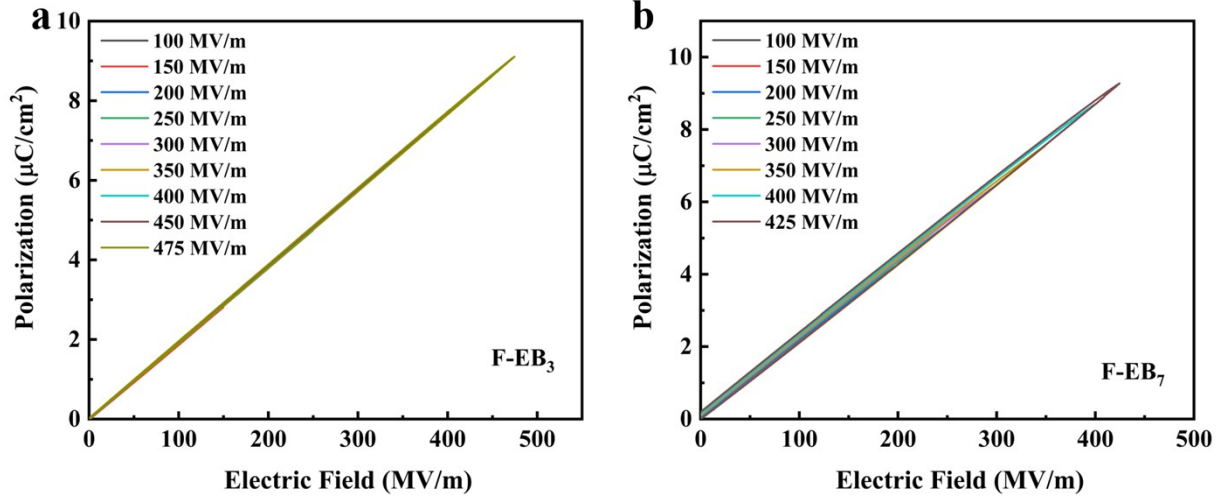 a
10
8
6
4
2
0
Polarization (μC/cm²)
100 MV/m
150 MV/m
200 MV/m
250 MV/m
300 MV/m
350 MV/m
400 MV/m
450 MV/m
475 MV/m
F-EB₃
0 100 200 300 400 500
Electric Field (MV/m)
b
10
8
6
4
2
0
Polarization (μC/cm²)
100 MV/m
150 MV/m
200 MV/m
250 MV/m
300 MV/m
350 MV/m
400 MV/m
425 MV/m
F-EB₇
0 100 200 300 400 500
Electric Field (MV/m)